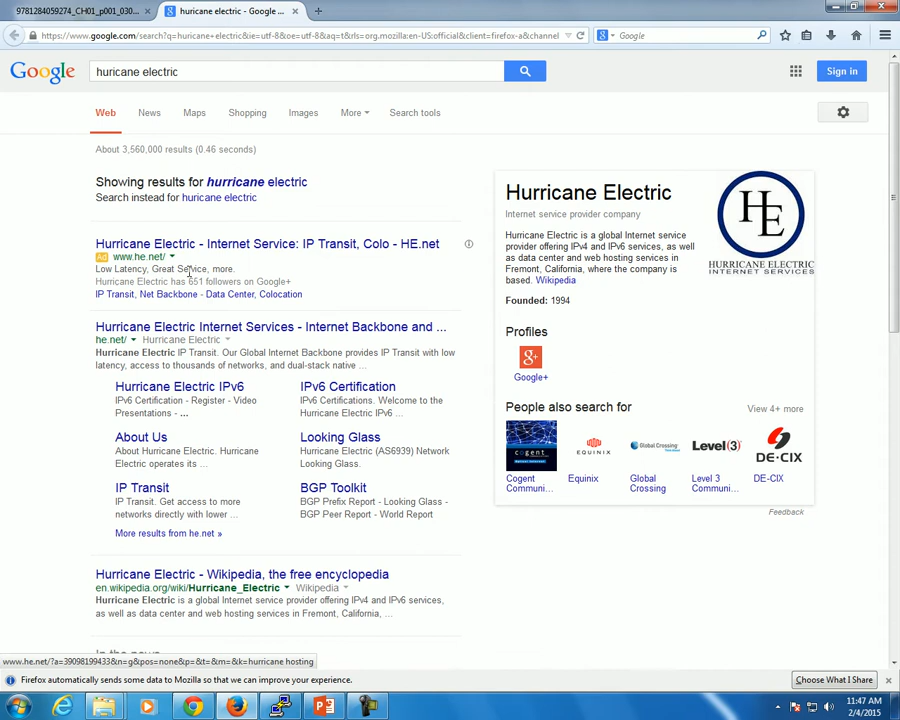 9781284059274_CH01_p001_030... ×
huricane electric - Google ... ×
https://www.google.com/search?q=huricane+electric&ie=utf-8&oe=utf-8&aq=t&rls=org.mozilla:en-US:official&client=firefox-a&channel
Google
Google
huricane electric
Sign in
Web News Maps Shopping Images More Search tools
About 3,560,000 results (0.46 seconds)
Showing results for hurricane electric
Search instead for huricane electric
Hurricane Electric - Internet Service: IP Transit, Colo - HE.net
Ad www.he.net/
Low Latency, Great Service, more.
Hurricane Electric has 651 followers on Google+
IP Transit, Net Backbone - Data Center, Colocation
Hurricane Electric Internet Services - Internet Backbone and ...
he.net/ Hurricane Electric
Hurricane Electric IP Transit. Our Global Internet Backbone provides IP Transit with low
latency, access to thousands of networks, and dual-stack native ...
Hurricane Electric IPv6
IPv6 Certification - Register - Video
Presentations - ...
IPv6 Certification
IPv6 Certifications. Welcome to the
Hurricane Electric IPv6 ...
About Us
About Hurricane Electric. Hurricane
Electric operates its ...
Looking Glass
Hurricane Electric (AS6939) Network
Looking Glass.
IP Transit
IP Transit. Get access to more
networks directly with lower ...
BGP Toolkit
BGP Prefix Report - Looking Glass -
BGP Peer Report - World Report
More results from he.net »
Hurricane Electric - Wikipedia, the free encyclopedia
en.wikipedia.org/wiki/Hurricane_Electric Wikipedia
Hurricane Electric is a global Internet service provider offering IPv4 and IPv6 services,
as well as data center and web hosting services in Fremont, California, ...
In the news
Hurricane Electric
Internet service provider company
HE
HURRICANE ELECTRIC
INTERNET SERVICES
Hurricane Electric is a global Internet service
provider offering IPv4 and IPv6 services, as well
as data center and web hosting services in
Fremont, California, where the company is
based. Wikipedia
Founded: 1994
Profiles
g+
Google+
People also search for
View 4+ more
cogent
EQUINIX
Global Crossing
Level(3)
DE-CIX
Cogent
Communi...
Equinix
Global
Crossing
Level 3
Communi...
DE-CIX
Feedback
www.he.net/?a=39098199433&n=g&pos=none&p=&t=&m=&k=hurricane hosting
Firefox automatically sends some data to Mozilla so that we can improve your experience.
Choose What I Share ×
11:47 AM
2/4/2015